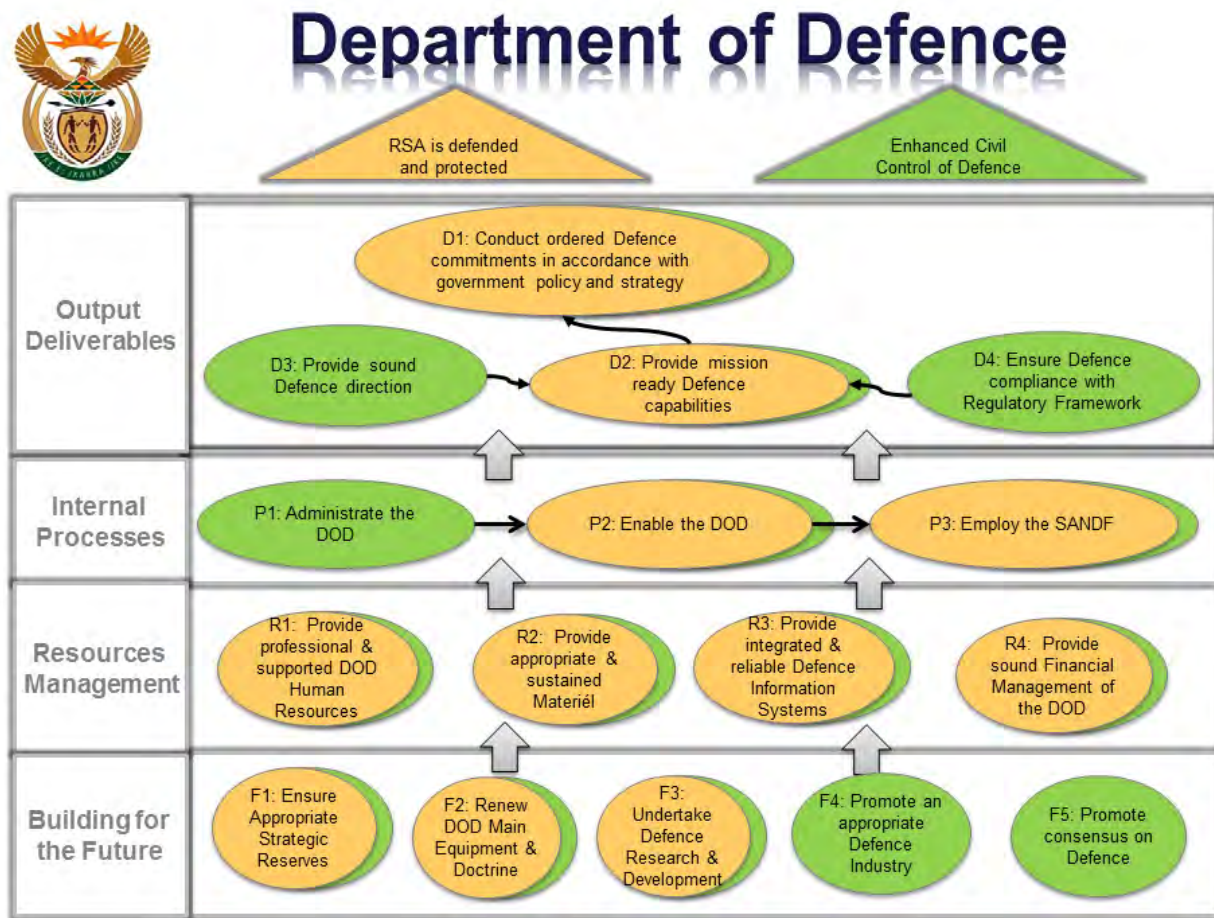 Department of Defence
RSA is defended
and protected
Enhanced Civil
Control of Defence
Output
Deliverables
D1: Conduct ordered Defence
commitments in accordance with
government policy and strategy
D3: Provide sound
Defence direction
D2: Provide mission
ready Defence
capabilities
D4: Ensure Defence
compliance with
Regulatory Framework
Internal
Processes
P1: Administrate the
DOD
P2: Enable the DOD
P3: Employ the SANDF
Resources
Management
R1: Provide
professional &
supported DOD
Human
Resources
R2: Provide
appropriate &
sustained
Materiél
R3: Provide
integrated &
reliable Defence
Information
Systems
R4: Provide
sound Financial
Management of
the DOD
Building for
the Future
F1: Ensure
Appropriate
Strategic
Reserves
F2: Renew
DOD Main
Equipment &
Doctrine
F3:
Undertake
Defence
Research &
Development
F4: Promote an
appropriate
Defence
Industry
F5: Promote
consensus on
Defence